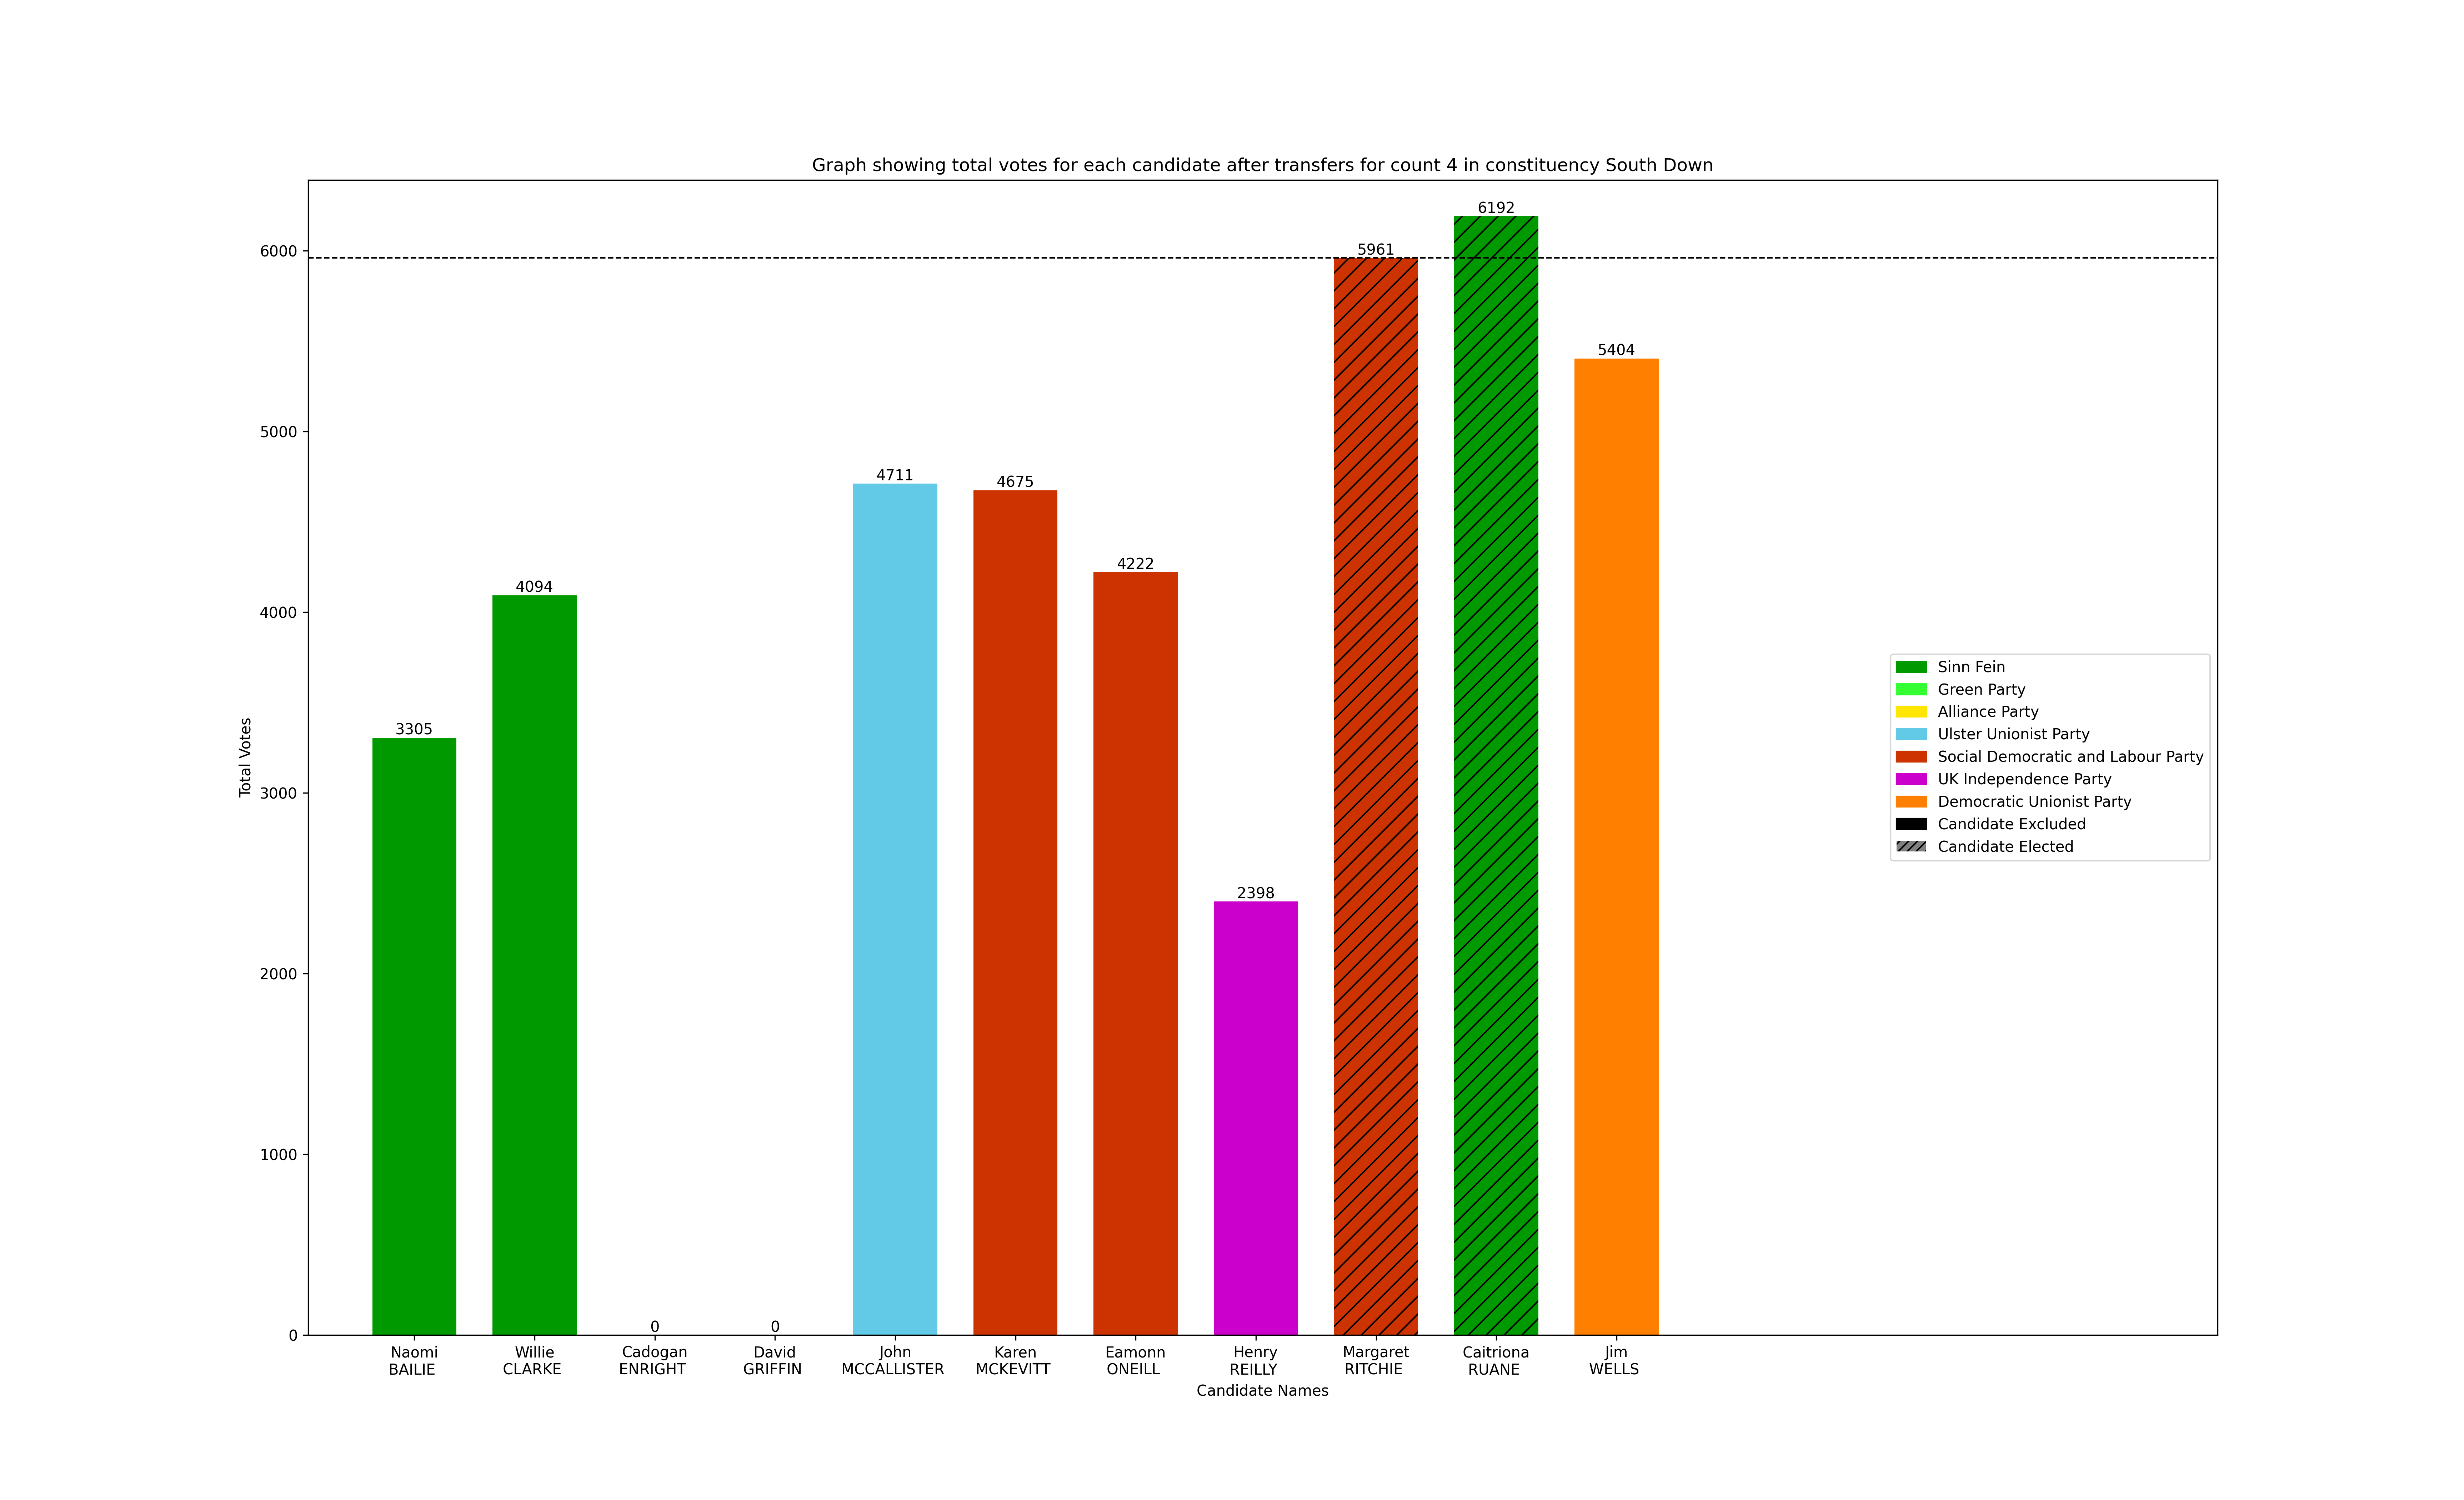 Graph showing total votes for each candidate after transfers for count 4 in constituency South Down
6192
5961
6000
5404
5000
4711
4675
4222
4094
4000
3305
3000
2398
2000
1000
0
0
0
Total Votes
Sinn Fein
Green Party
Alliance Party
Ulster Unionist Party
Social Democratic and Labour Party
UK Independence Party
Democratic Unionist Party
Candidate Excluded
Candidate Elected
Naomi
BAILIE
Willie
CLARKE
Cadogan
ENRIGHT
David
GRIFFIN
John
MCCALLISTER
Karen
MCKEVITT
Eamonn
ONEILL
Henry
REILLY
Margaret
RITCHIE
Caitriona
RUANE
Jim
WELLS
Candidate Names